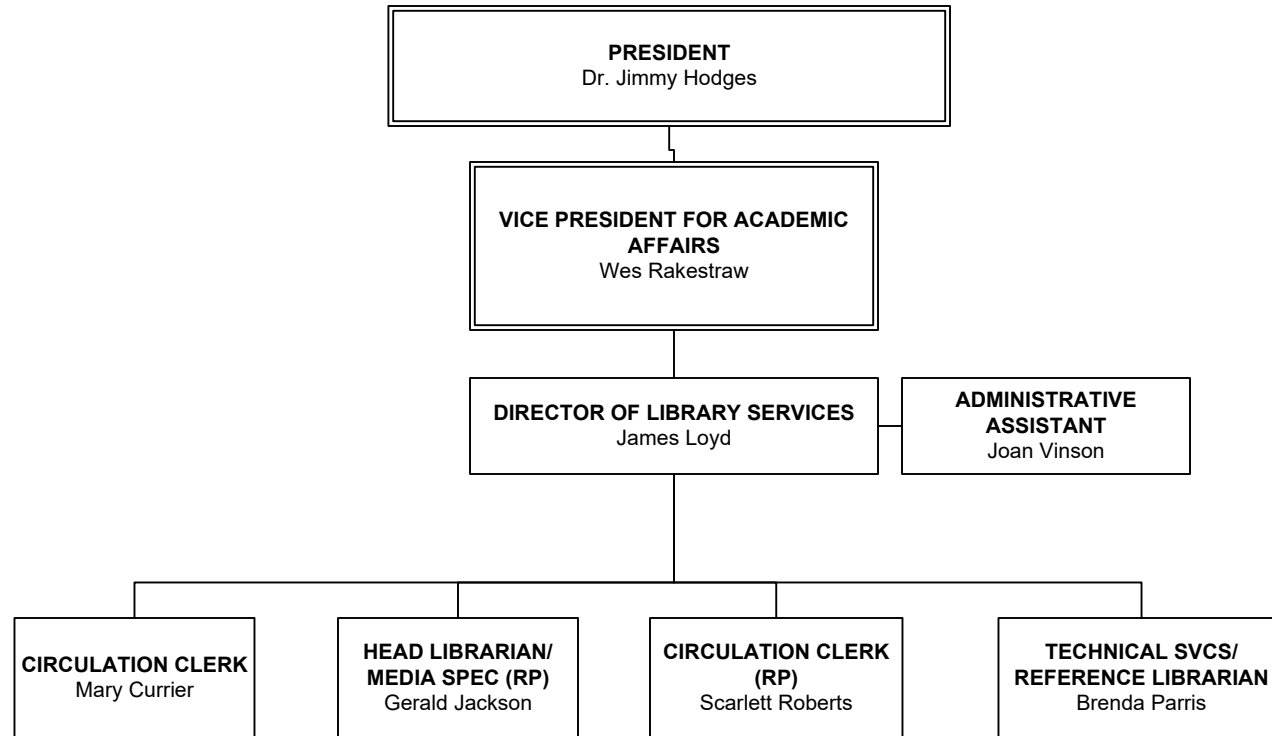 PRESIDENT
Dr. Jimmy Hodges
VICE PRESIDENT FOR ACADEMIC
AFFAIRS
Wes Rakestraw
DIRECTOR OF LIBRARY SERVICES
James Loyd
ADMINISTRATIVE
ASSISTANT
Joan Vinson
CIRCULATION CLERK
Mary Currier
HEAD LIBRARIAN/
MEDIA SPEC (RP)
Gerald Jackson
CIRCULATION CLERK
(RP)
Scarlett Roberts
TECHNICAL SVCS/
REFERENCE LIBRARIAN
Brenda Parris